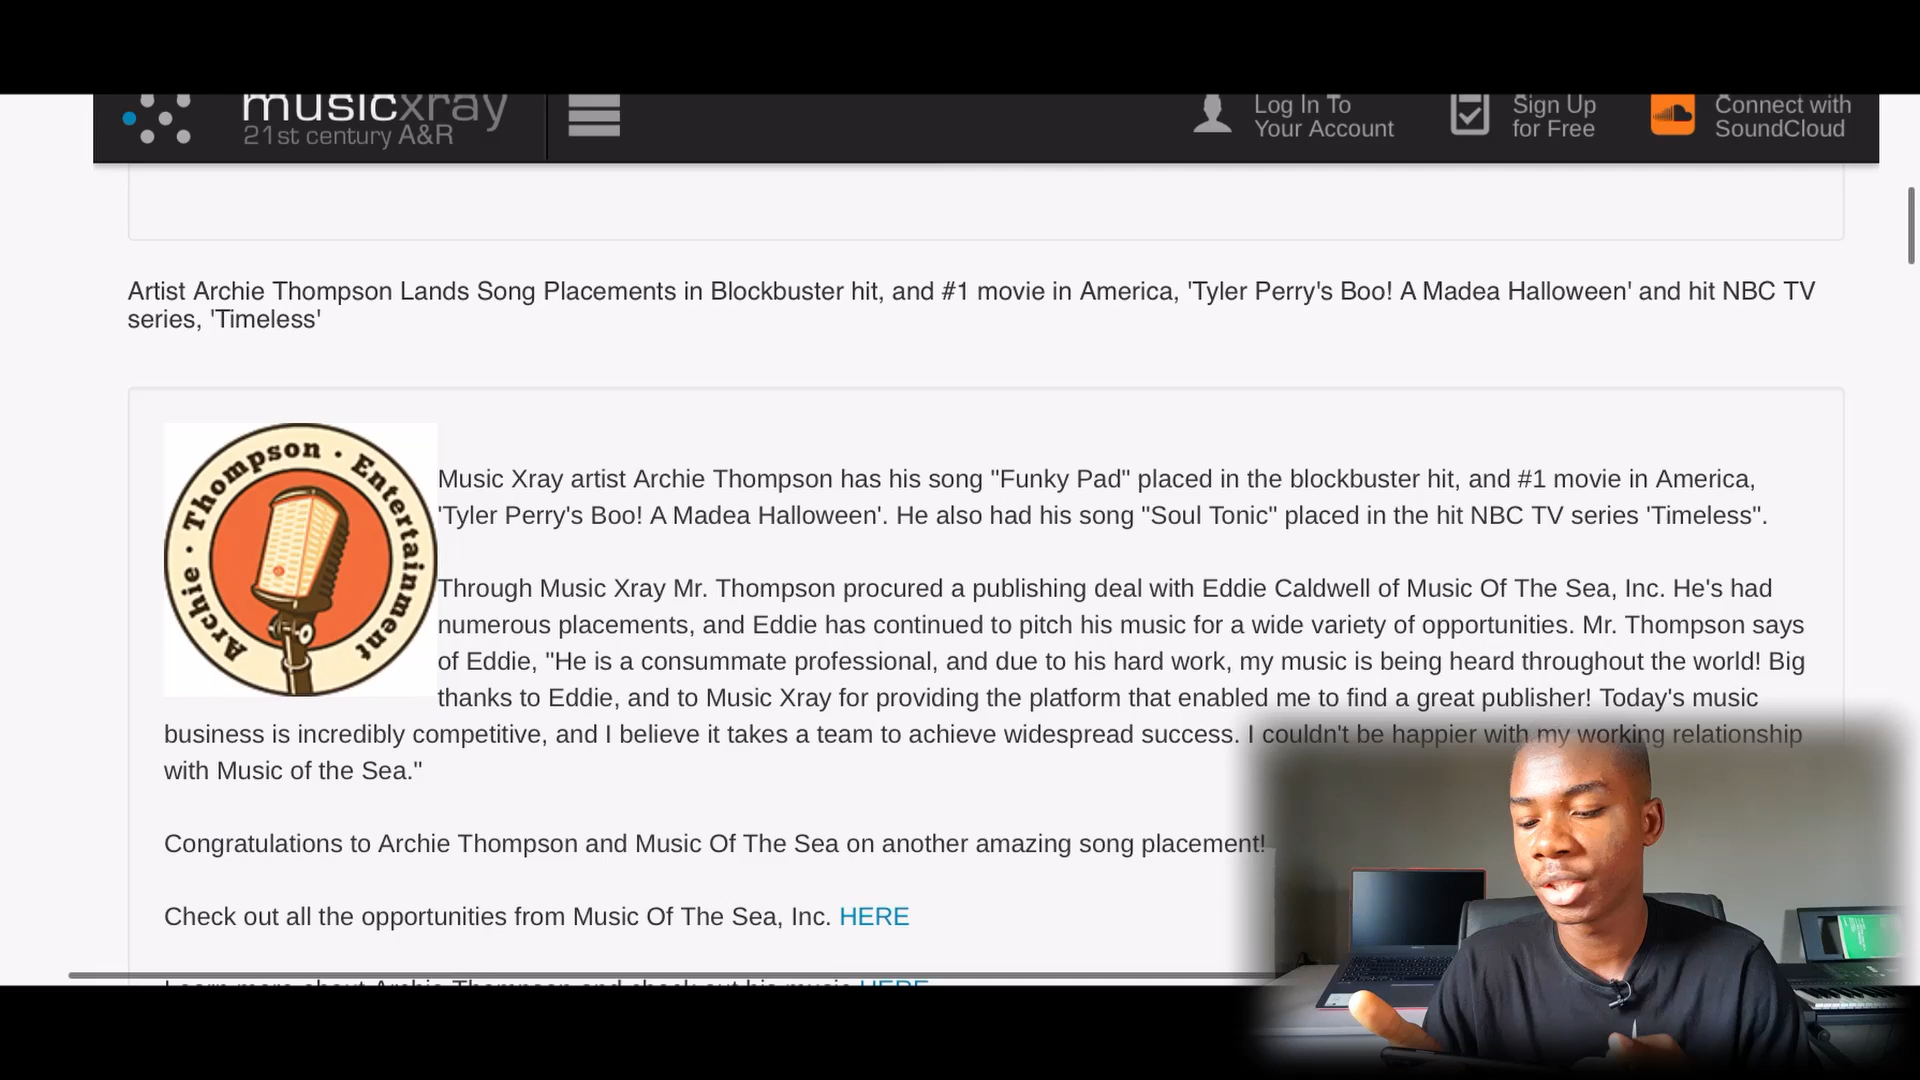 musicxray
21st century A&R
Log In To
Your Account
Sign Up
for Free
Connect with
SoundCloud
Artist Archie Thompson Lands Song Placements in Blockbuster hit, and #1 movie in America, 'Tyler Perry's Boo! A Madea Halloween' and hit NBC TV
series, 'Timeless'
Archie · Thompson · Entertainment
Music Xray artist Archie Thompson has his song "Funky Pad" placed in the blockbuster hit, and #1 movie in America,
'Tyler Perry's Boo! A Madea Halloween'. He also had his song "Soul Tonic" placed in the hit NBC TV series 'Timeless".
Through Music Xray Mr. Thompson procured a publishing deal with Eddie Caldwell of Music Of The Sea, Inc. He's had
numerous placements, and Eddie has continued to pitch his music for a wide variety of opportunities. Mr. Thompson says
of Eddie, "He is a consummate professional, and due to his hard work, my music is being heard throughout the world! Big
thanks to Eddie, and to Music Xray for providing the platform that enabled me to find a great publisher! Today's music
business is incredibly competitive, and I believe it takes a team to achieve widespread success. I couldn't be happier with my working relationship
with Music of the Sea."
Congratulations to Archie Thompson and Music Of The Sea on another amazing song placement!
Check out all the opportunities from Music Of The Sea, Inc. HERE
Learn more about Archie Thompson and check out his music HERE